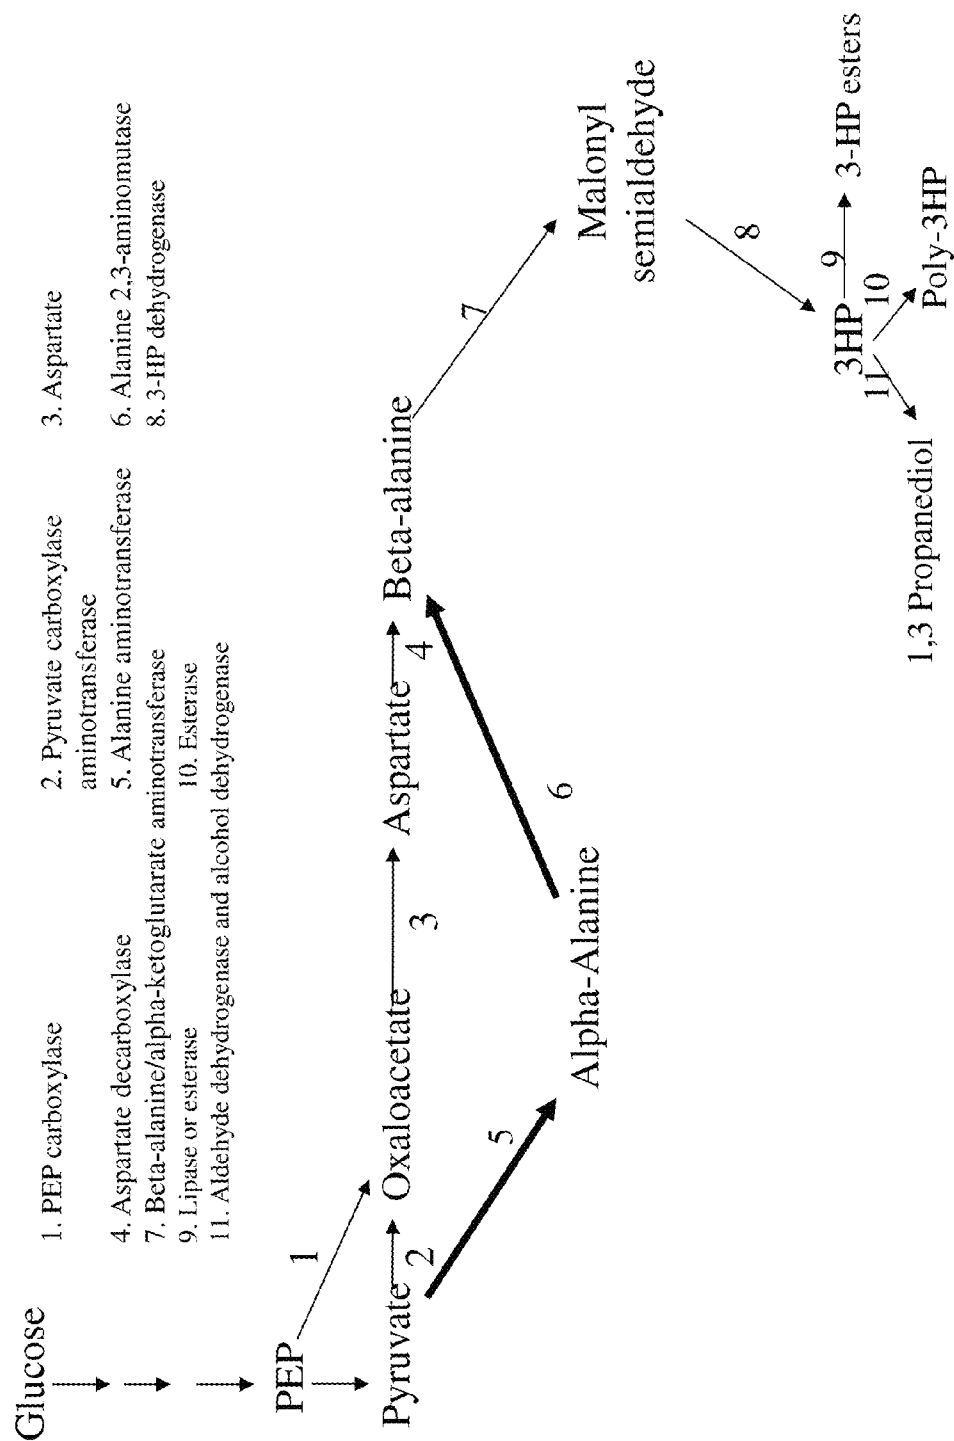 Glucose
1. PEP carboxylase 2. Pyruvate carboxylase 3. Aspartate
aminotransferase
4. Aspartate decarboxylase 5. Alanine aminotransferase 6. Alanine 2,3-aminomutase
7. Beta-alanine/alpha-ketoglutarate aminotransferase 8. 3-HP dehydrogenase
9. Lipase or esterase 10. Esterase
11. Aldehyde dehydrogenase and alcohol dehydrogenase
PEP
1
Pyruvate
2
Oxaloacetate
3
Aspartate
4
Beta-alanine
5
Alpha-Alanine
6
7
Malonyl
semialdehyde
8
3HP
9
3-HP esters
10
Poly-3HP
11
1,3 Propanediol